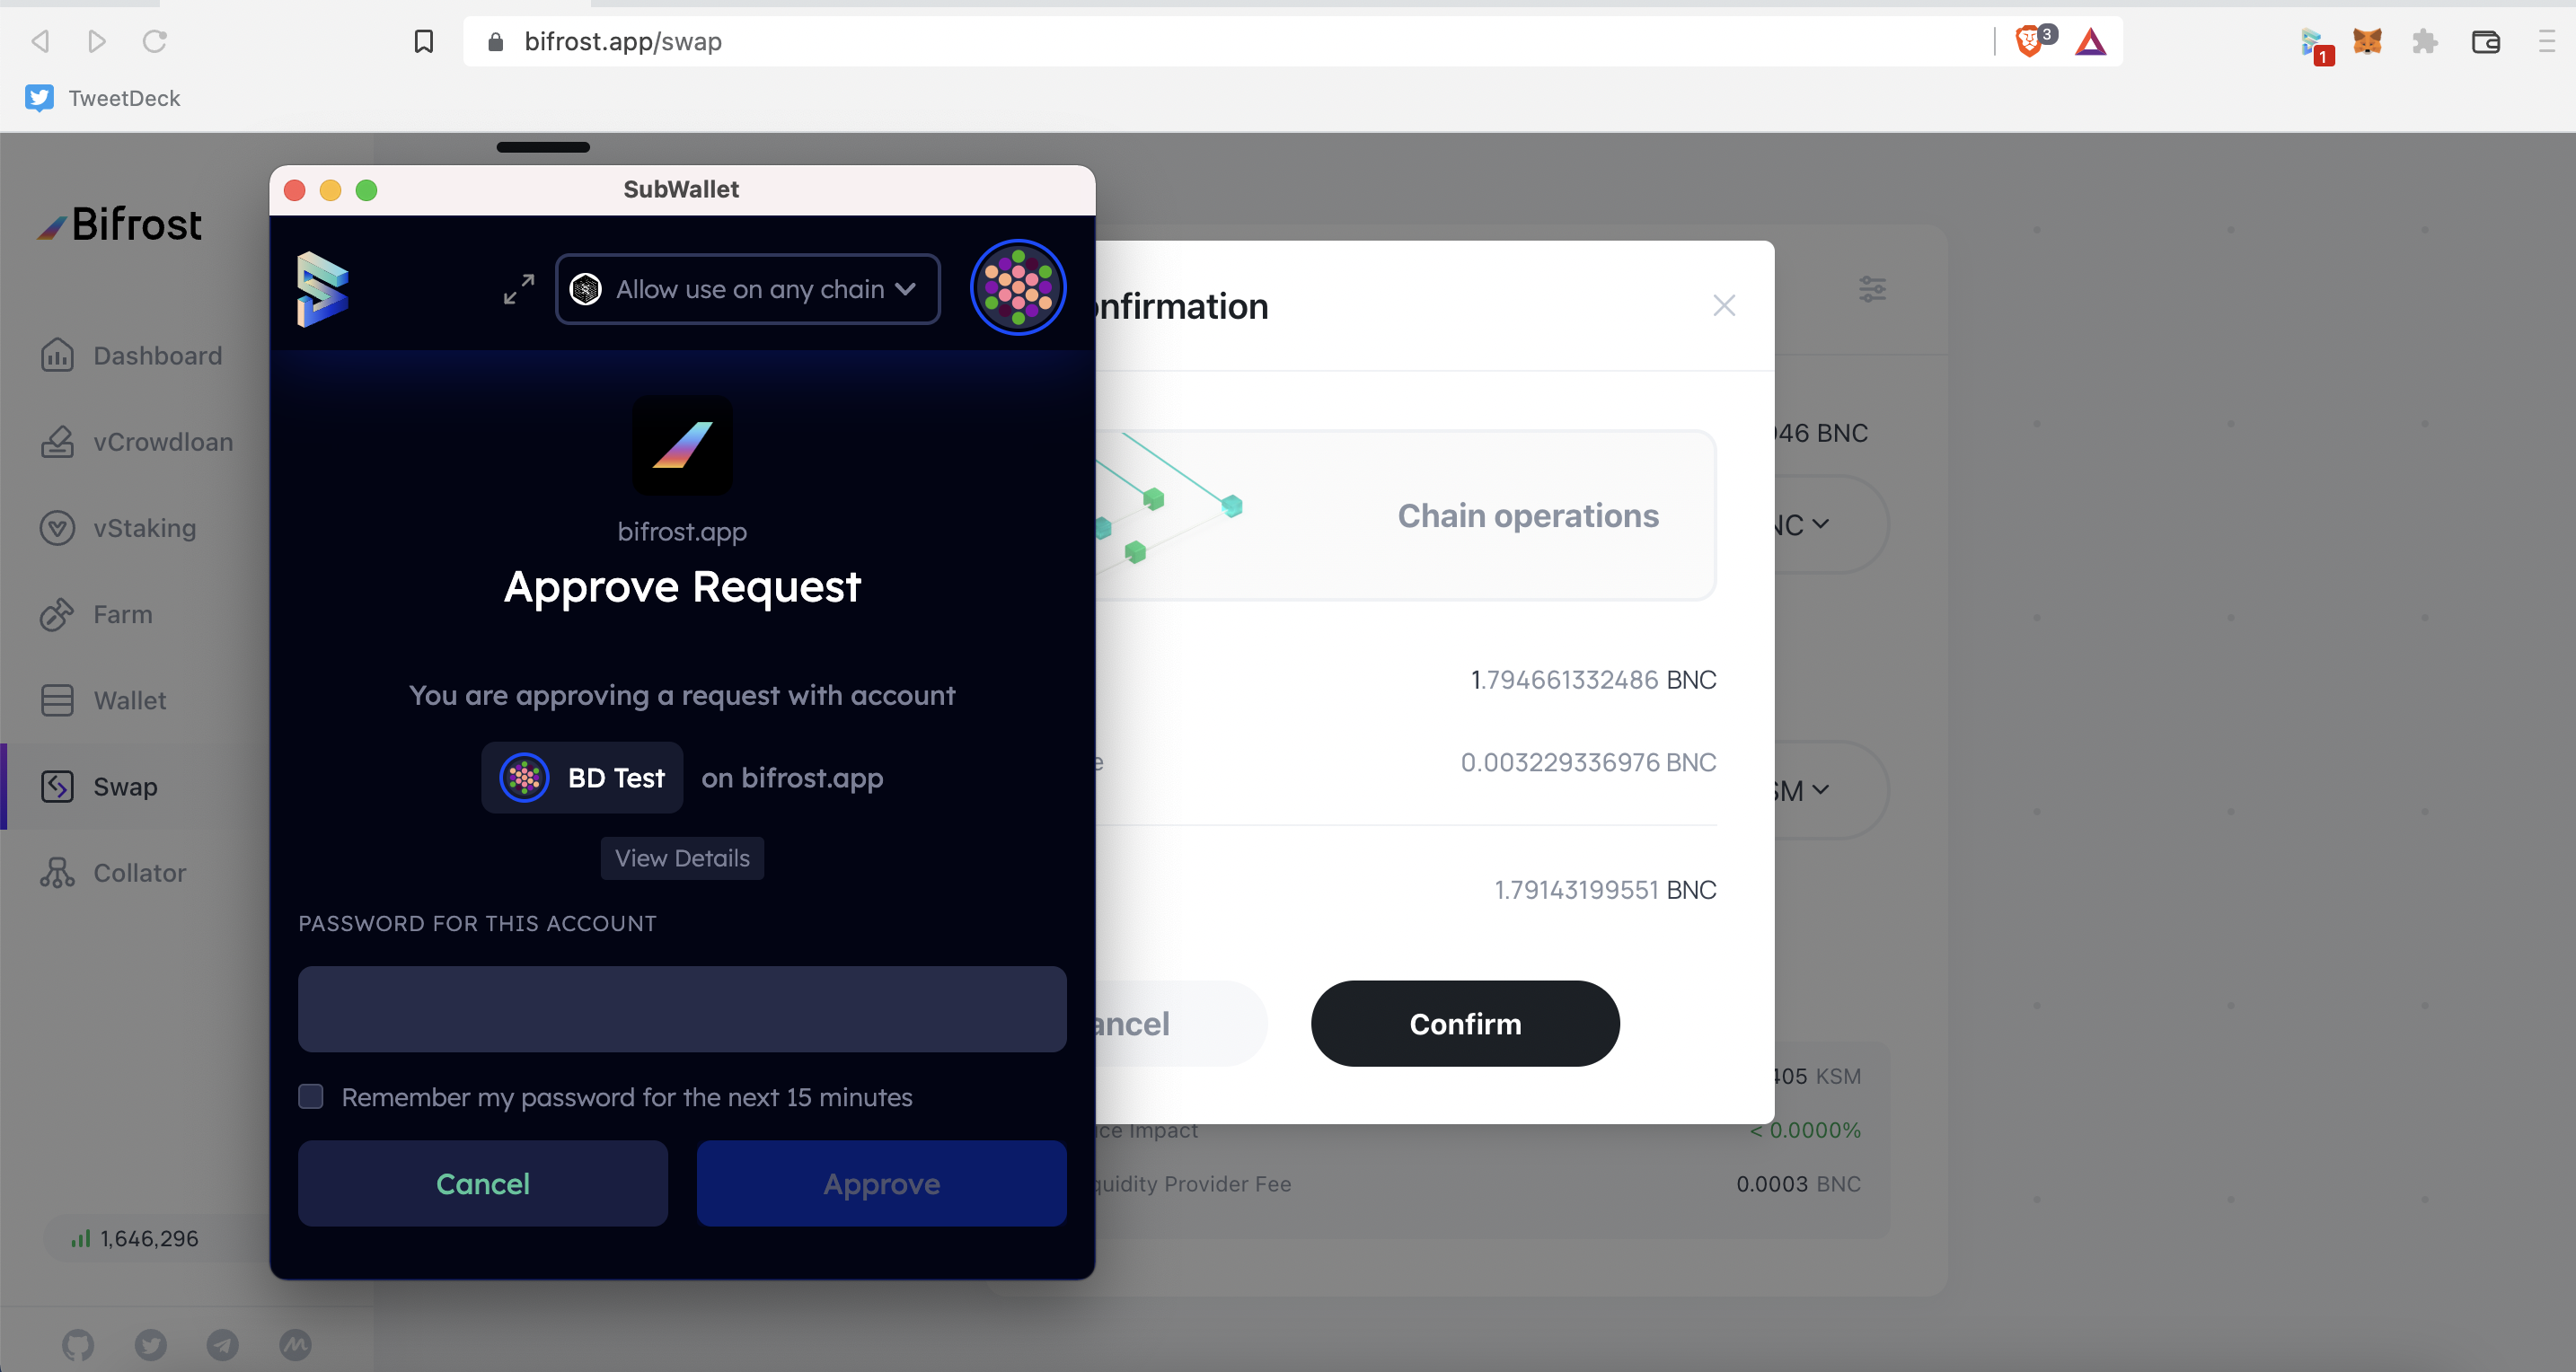 bifrost.app/swap
3
1
TweetDeck
SubWallet
Bifrost
Dashboard
vCrowdloan
vStaking
Farm
Wallet
Swap
Collator
1,646,296
Allow use on any chain
bifrost.app
Approve Request
You are approving a request with account
BD Test on bifrost.app
View Details
PASSWORD FOR THIS ACCOUNT
Remember my password for the next 15 minutes
Cancel
Approve
nfirmation
Chain operations
1.794661332486 BNC
e 0.003229336976 BNC
1.79143199551 BNC
ancel
Confirm
46 BNC
NC
SM
405 KSM
ce Impact < 0.0000%
quidity Provider Fee 0.0003 BNC